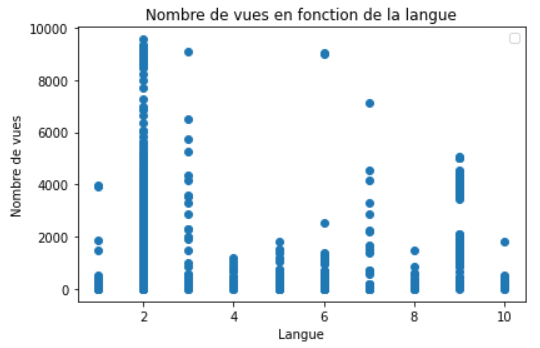 Nombre de vues en fonction de la langue
10000
8000
6000
4000
2000
0
Nombre de vues
2 4 6 8 10
Langue